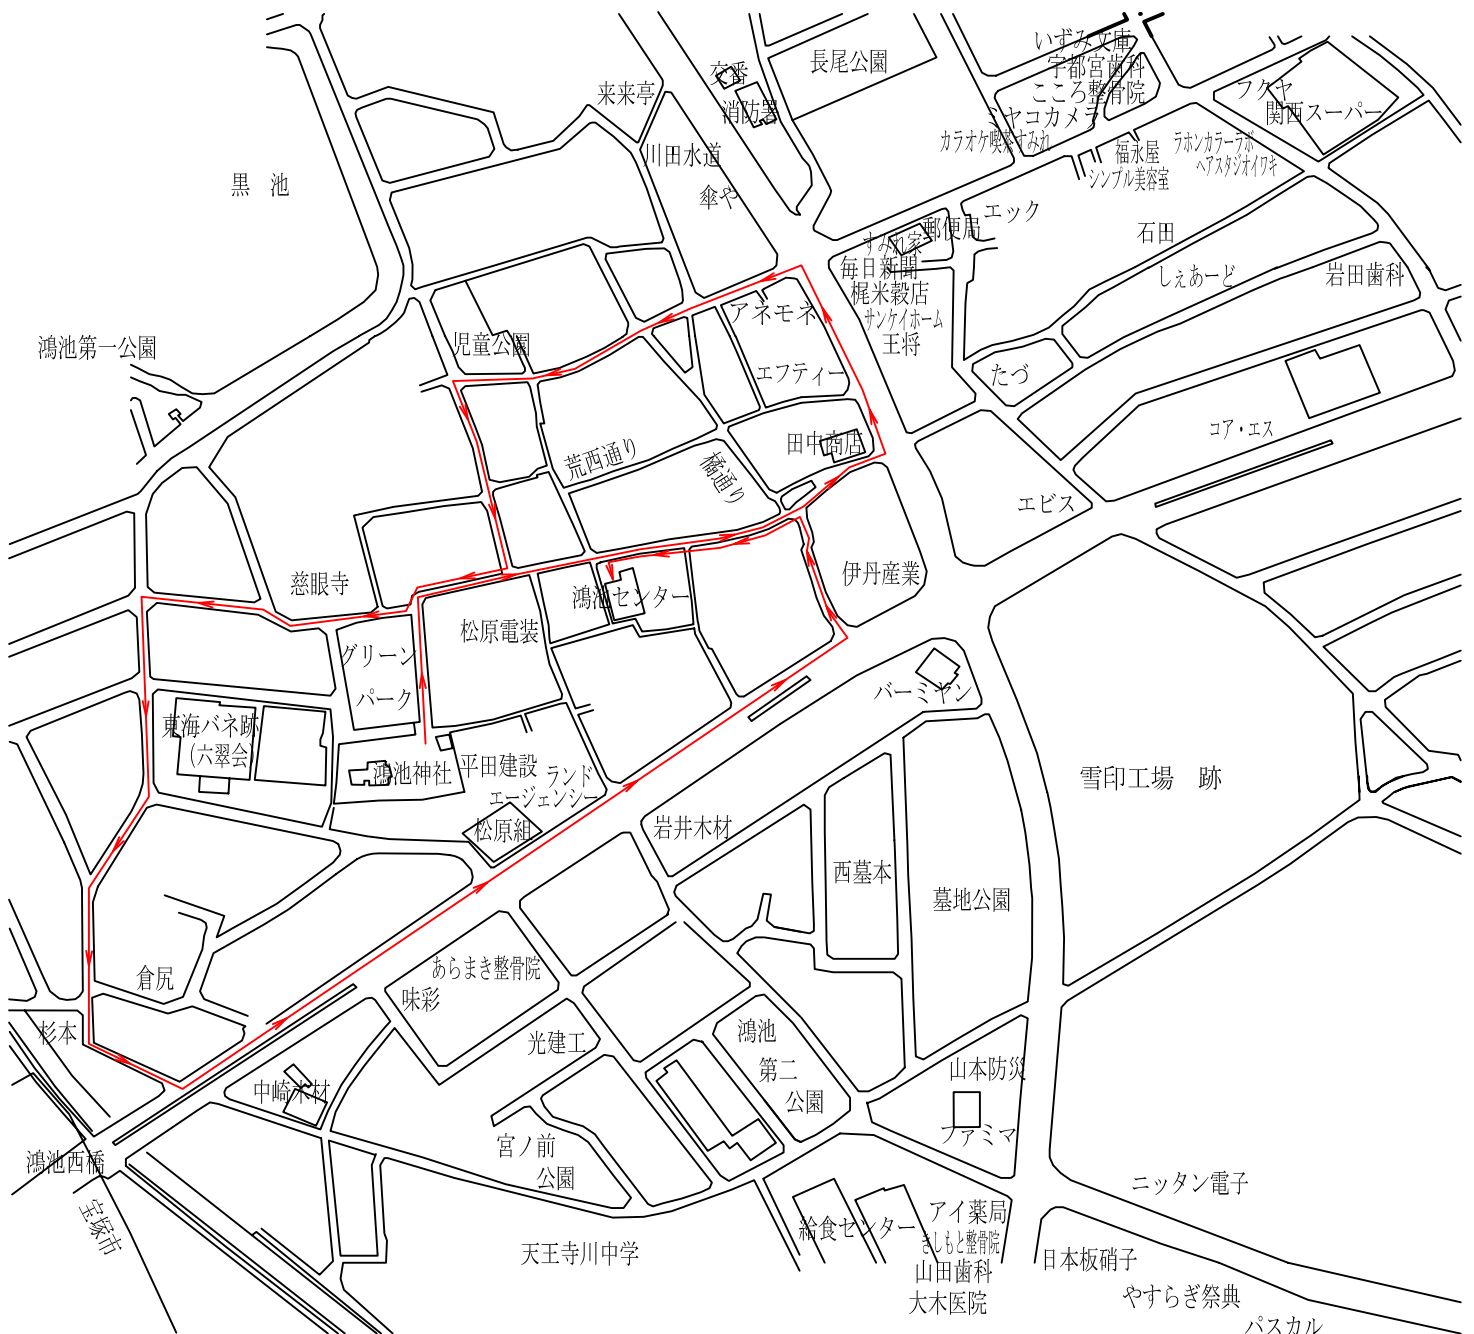 いずみ文庫
宇都宮歯科
こころ整骨院
ミヤコカメラ
カラオケ喫茶すみれ
長尾公園
交番
消防署
来来亭
川田水道
傘や
フクヤ
関西スーパー
福永屋
シンプル美容室
ラホンカラーラボ
ヘアスタジオイワキ
黒　池
エック
郵便局
すみれ家
毎日新聞
梶米穀店
サンケイホーム
王将
石田
しぇあーど
岩田歯科
鴻池第一公園
児童公園
アネモネ
エフティー
たづ
コア・エス
田中商店
荒西通り
橘通り
エビス
慈眼寺
鴻池センター
伊丹産業
松原電装
グリーン
パーク
バーミヤン
東海バネ跡
(六翠会)
鴻池神社
平田建設
ランド
エージェンシー
松原組
岩井木材
雪印工場　跡
西墓本
墓地公園
倉尻
あらまき整骨院
味彩
杉本
光建工
鴻池
第二
公園
山本防災
中崎木材
ファミマ
宮ノ前
公園
鴻池西橋
宝塚市
天王寺川中学
給食センター
アイ薬局
きしもと整骨院
山田歯科
大木医院
ニッタン電子
日本板硝子
やすらぎ祭典
パスカル